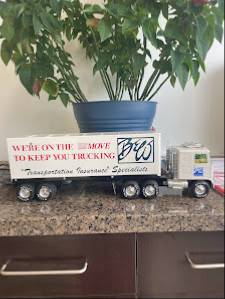 WE'RE ON THE MOVE
TO KEEP YOU TRUCKING
B&W
Transportation Insurance Specialists